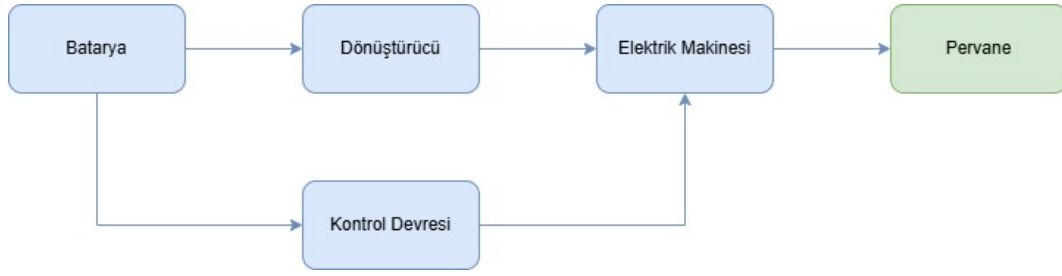 Batarya
Dönüştürücü
Elektrik Makinesi
Pervane
Kontrol Devresi